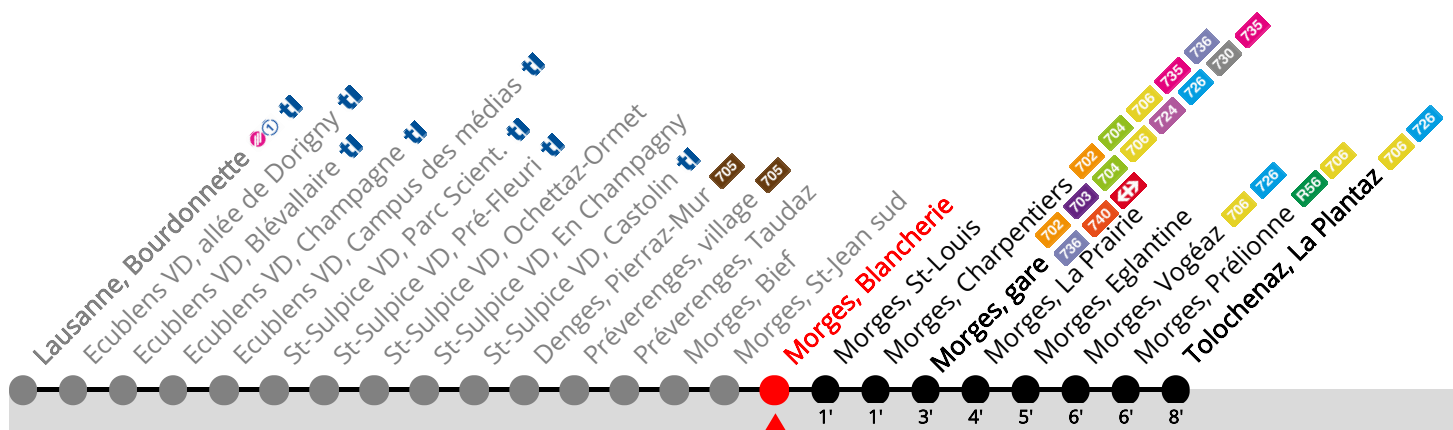 Lausanne, Bourdonnette 1 tl
Ecublens VD, allée de Dorigny tl
Ecublens VD, Blévallaire tl
Ecublens VD, Champagne tl
Ecublens VD, Campus des médias tl
St-Sulpice VD, Parc Scient. tl
St-Sulpice VD, Pré-Fleuri tl
St-Sulpice VD, Ochettaz-Ormet
St-Sulpice VD, En Champagny
St-Sulpice VD, Castolin tl
Denges, Pierraz-Mur 705
Préverenges, village 705
Préverenges, Taudaz
Morges, Bief
Morges, St-Jean sud
Morges, Blancherie
Morges, St-Louis
Morges, Charpentiers 702 704 706 735 736
Morges, gare 702 703 704 706 724 726 730 735
736 740
Morges, La Prairie
Morges, Eglantine
Morges, Vogéaz 706 726
Morges, Prélionne R56 706
Tolochenaz, La Plantaz 706 726
1' 1' 3' 4' 5' 6' 6' 8'